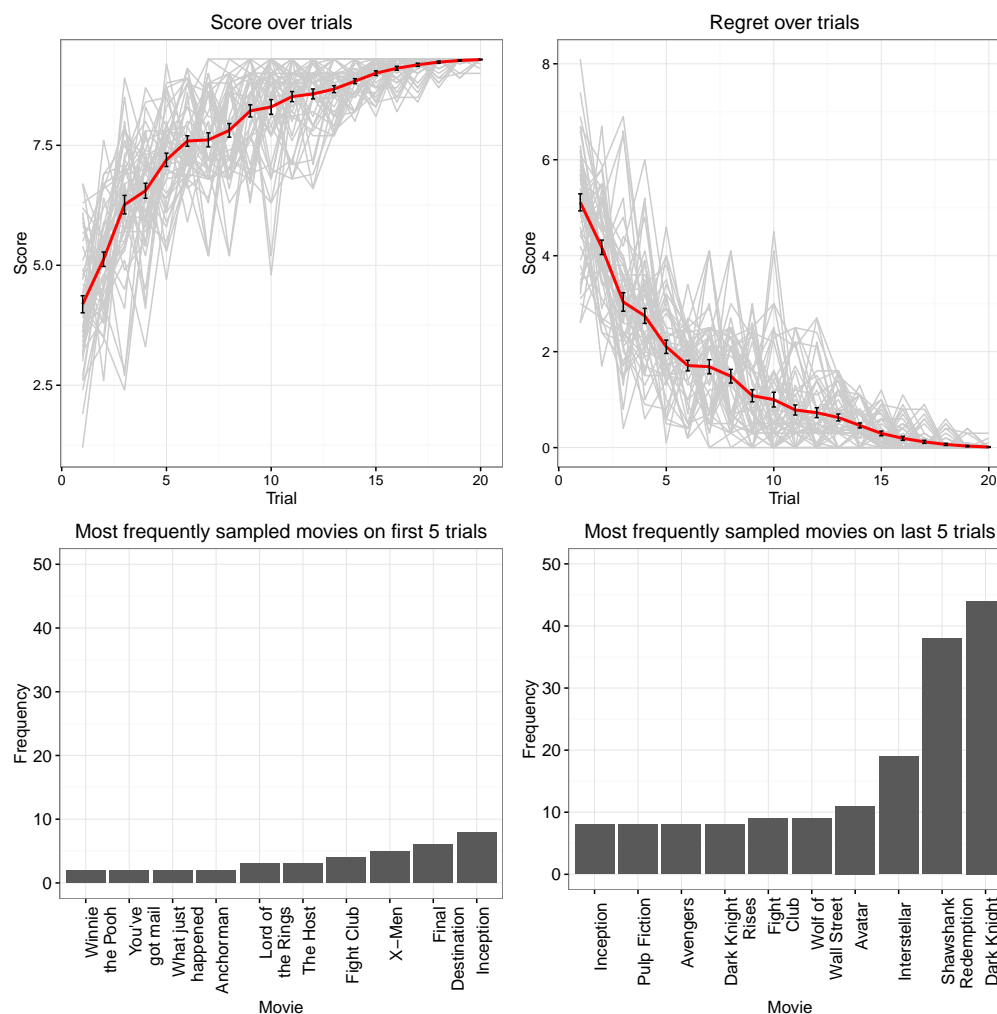 Score over trials
Score
7.5
5.0
2.5
0
5
10
15
20
Trial
Regret over trials
Score
8
6
4
2
0
0
5
10
15
20
Trial
Most frequently sampled movies on first 5 trials
Frequency
50
40
30
20
10
0
Winnie
the Pooh
You've
got mail
What just
happened
Anchorman
Lord of
the Rings
The Host
Fight Club
X−Men
Final
Destination
Inception
Movie
Most frequently sampled movies on last 5 trials
Frequency
50
40
30
20
10
0
Inception
Pulp Fiction
Avengers
Dark Knight
Rises
Fight
Club
Wolf of
Wall Street
Avatar
Interstellar
Shawshank
Redemption
Dark Knight
Movie